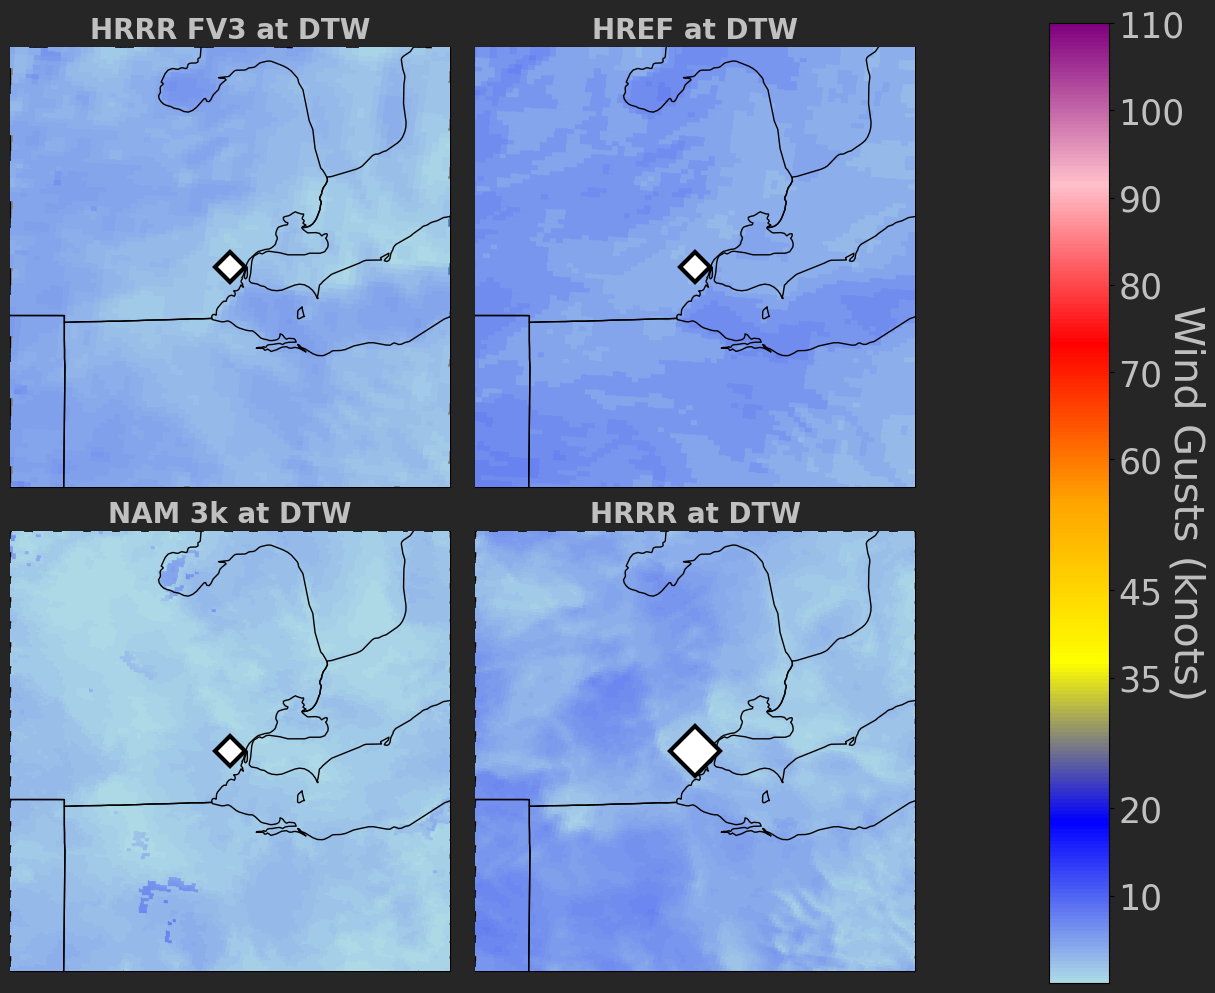 HRRR FV3 at DTW
HREF at DTW
NAM 3k at DTW
HRRR at DTW
110
100
90
80
70
60
45
35
20
10
Wind Gusts (knots)